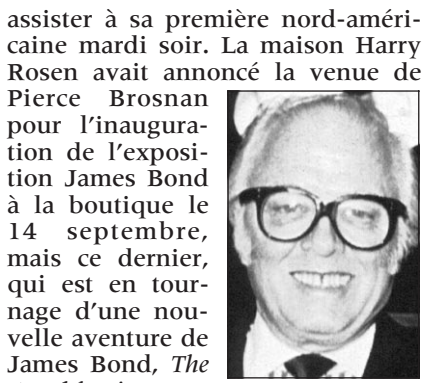 assister à sa première nord-améri-
caine mardi soir. La maison Harry
Rosen avait annoncé la venue de
Pierce Brosnan
pour l'inaugura-
tion de l'exposi-
tion James Bond
à la boutique le
14 septembre,
mais ce dernier,
qui est en tour-
nage d'une nou-
velle aventure de
James Bond, The